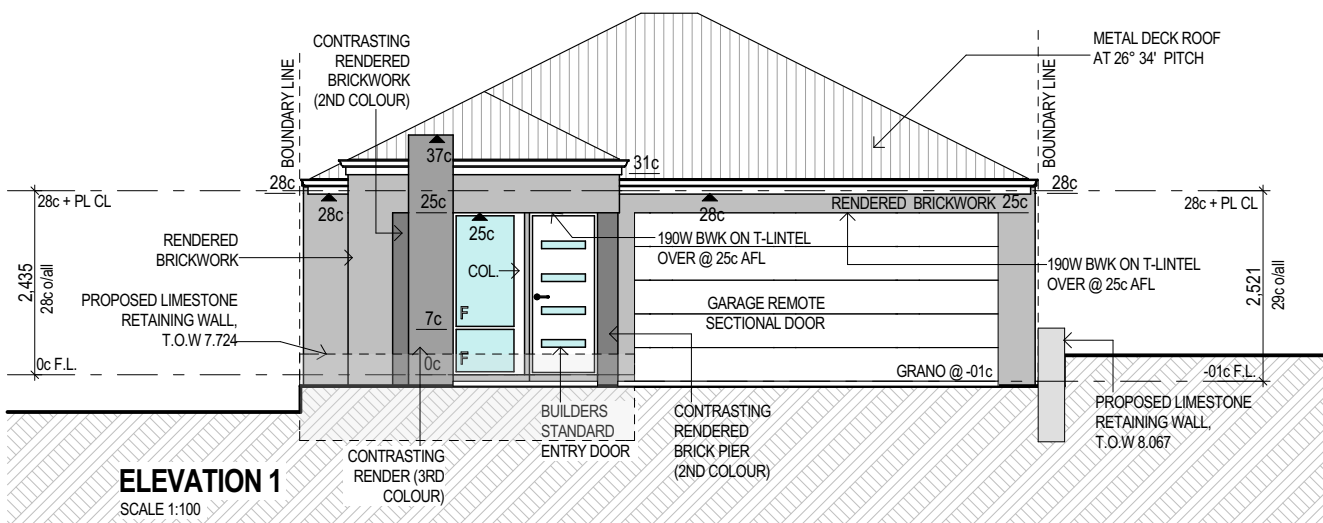 CONTRASTING
RENDERED
BRICKWORK
(2ND COLOUR)
METAL DECK ROOF
AT 26° 34' PITCH
BOUNDARY LINE
BOUNDARY LINE
37c
31c
28c
28c
28c + PL CL
28c
25c
28c
RENDERED BRICKWORK 25c
28c + PL CL
25c
RENDERED
BRICKWORK
190W BWK ON T-LINTEL
OVER @ 25c AFL
190W BWK ON T-LINTEL
OVER @ 25c AFL
COL.
2,435
28c o/all
2,521
29c o/all
PROPOSED LIMESTONE
RETAINING WALL,
T.O.W 7.724
GARAGE REMOTE
SECTIONAL DOOR
F
7c
F
0c F.L.
0c
GRANO @ -01c
-01c F.L.
BUILDERS
STANDARD
ENTRY DOOR
CONTRASTING
RENDERED
BRICK PIER
(2ND COLOUR)
PROPOSED LIMESTONE
RETAINING WALL,
T.O.W 8.067
CONTRASTING
RENDER (3RD
COLOUR)
ELEVATION 1
SCALE 1:100